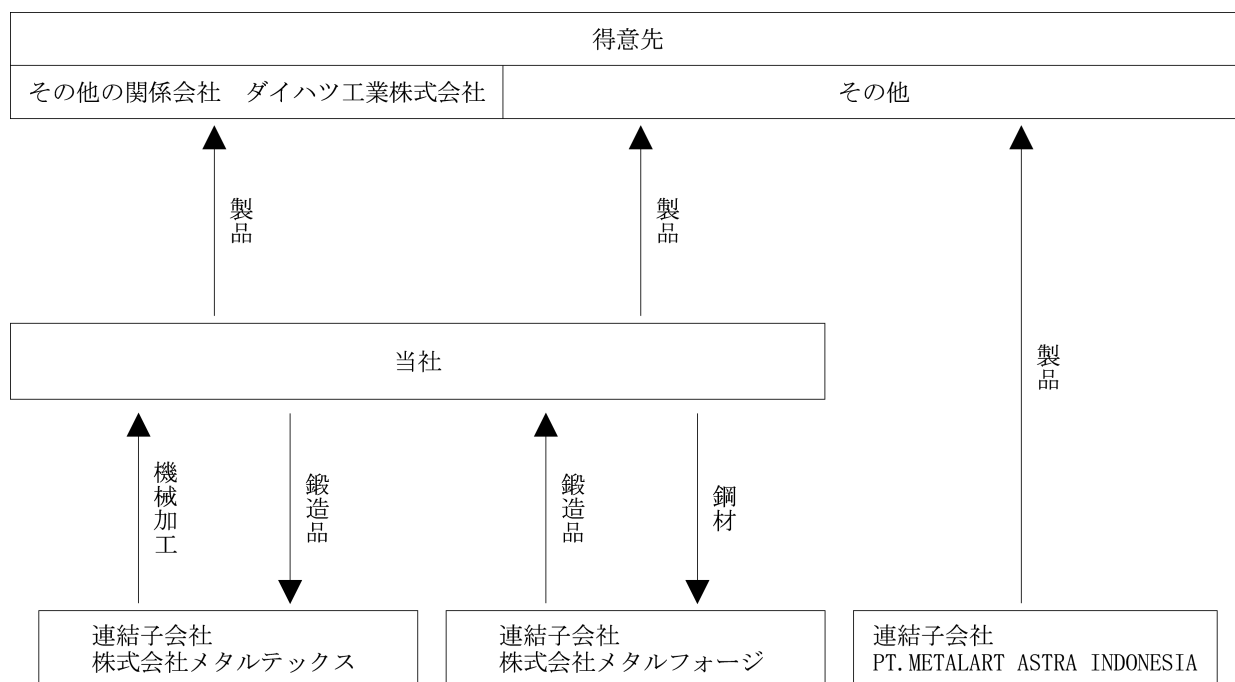 得意先
その他の関係会社　ダイハツ工業株式会社
その他
製品
製品
製品
当社
機械加工
鍛造品
鍛造品
鋼材
連結子会社
株式会社メタルテックス
連結子会社
株式会社メタルフォージ
連結子会社
PT.METALART ASTRA INDONESIA